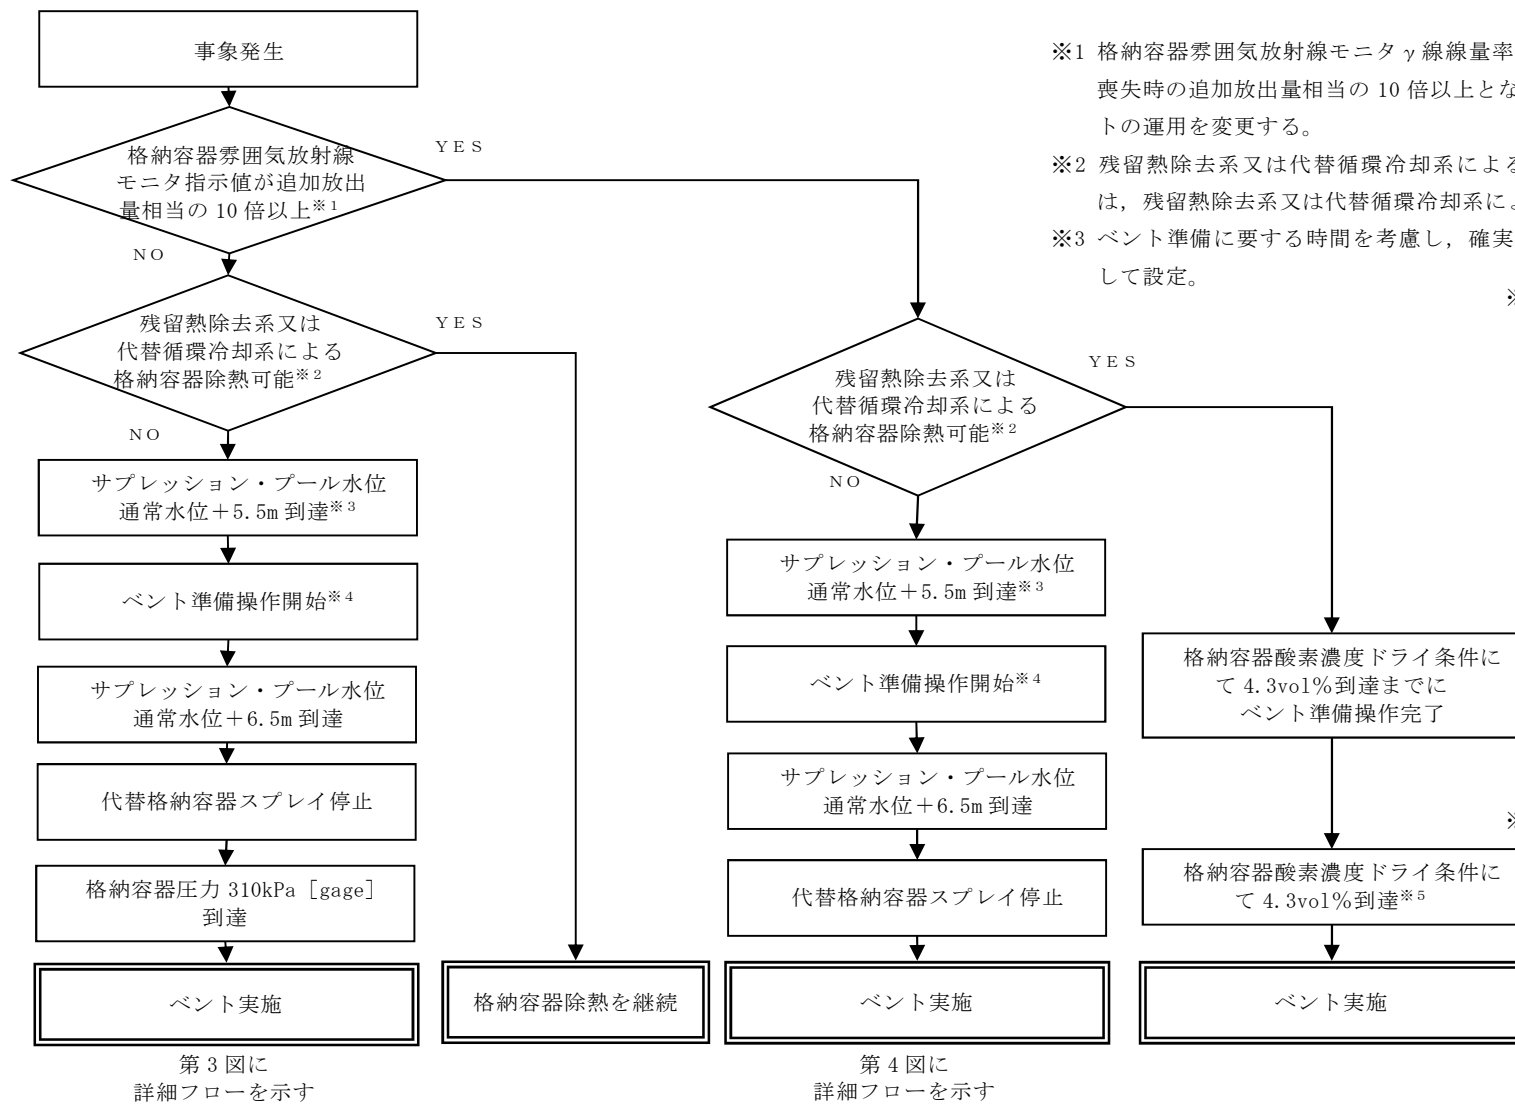 事象発生
格納容器雰囲気放射線
モニタ指示値が追加放出
量相当の 10 倍以上※1
YES
NO
残留熱除去系又は
代替循環冷却系による
格納容器除熱可能※2
YES
NO
サプレッション・プール水位
通常水位＋5.5m 到達※3
ベント準備操作開始※4
サプレッション・プール水位
通常水位＋6.5m 到達
代替格納容器スプレイ停止
格納容器圧力 310kPa［gage］
到達
ベント実施
第 3 図に
詳細フローを示す
格納容器除熱を継続
残留熱除去系又は
代替循環冷却系による
格納容器除熱可能※2
YES
NO
サプレッション・プール水位
通常水位＋5.5m 到達※3
ベント準備操作開始※4
サプレッション・プール水位
通常水位＋6.5m 到達
代替格納容器スプレイ停止
ベント実施
第 4 図に
詳細フローを示す
格納容器酸素濃度ドライ条件に
て 4.3vol％到達までに
ベント準備操作完了
格納容器酸素濃度ドライ条件に
て 4.3vol％到達※5
ベント実施
※1 格納容器雰囲気放射線モニタγ線線量率
喪失時の追加放出量相当の 10 倍以上とな
トの運用を変更する。
※2 残留熱除去系又は代替循環冷却系による
は，残留熱除去系又は代替循環冷却系によ
※3 ベント準備に要する時間を考慮し，確実
して設定。